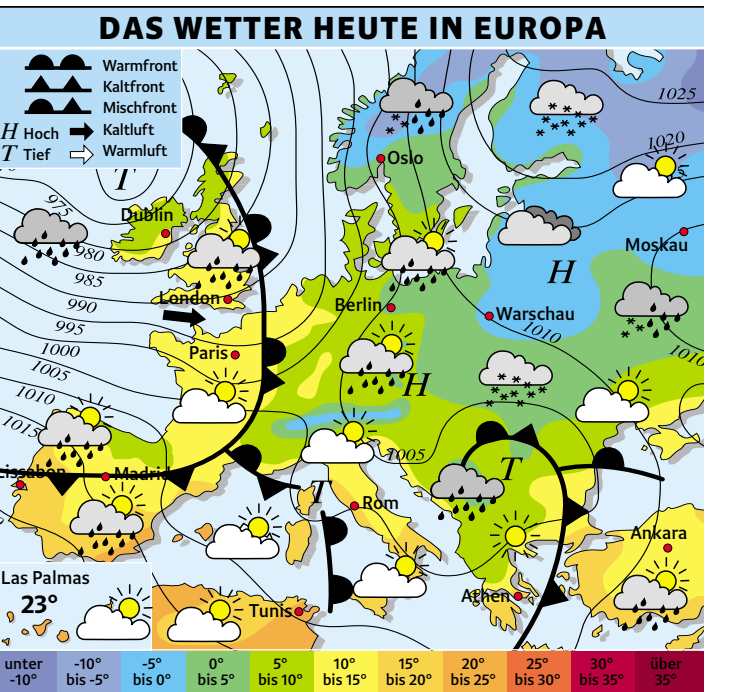 DAS WETTER HEUTE IN EUROPA
Warmfront
Kaltfront
Mischfront
H Hoch Kaltluft
T Tief Warmluft
1025
1020
Oslo
T
975
Dublin
980
Moskau
985
H
London
990
Berlin
Warschau
995
1010
1000
Paris
1010
1005
H
1010
1015
1005
Lissabon
Madrid
T
T
Rom
Ankara
Las Palmas
23°
Athen
Tunis
unter -10° bis -5° 0° 5° 10° 15° 20° 25° 30° über
-10° bis -5° bis 0° bis 5° bis 10° bis 15° bis 20° bis 25° bis 30° bis 35° 35°